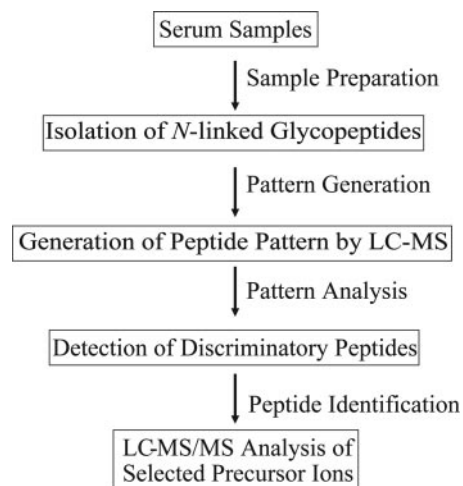 Serum Samples
Sample Preparation
Isolation of N-linked Glycopeptides
Pattern Generation
Generation of Peptide Pattern by LC-MS
Pattern Analysis
Detection of Discriminatory Peptides
Peptide Identification
LC-MS/MS Analysis of
Selected Precursor Ions